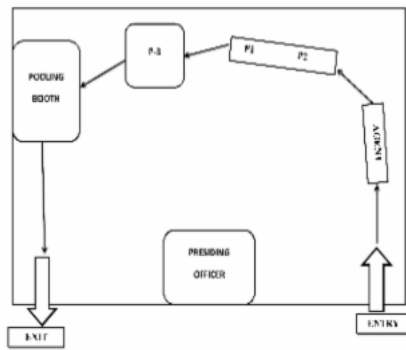 P-3
P1
P2
POOLING
BOOTH
AGENT
PRESIDING
OFFICER
EXIT
ENTRY